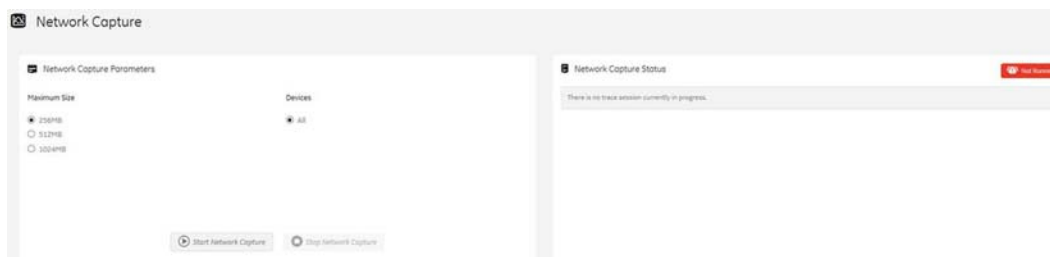 Network Capture
Network Capture Parameters
Maximum Size
Devices
256MB
All
512MB
1024MB
Start Network Capture
Stop Network Capture
Network Capture Status
There is no trace session currently in progress.